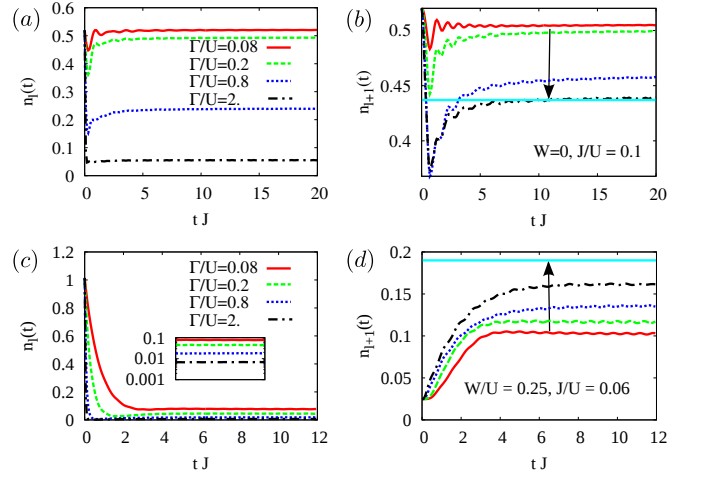 (a)
n_l(t)
0.6
0.5
0.4
0.3
0.2
0.1
0
Γ/U=0.08
Γ/U=0.2
Γ/U=0.8
Γ/U=2.
0 5 10 15 20
t J
(b)
n_{l+1}(t)
0.5
0.45
0.4
W=0, J/U = 0.1
0 5 10 15 20
t J
(c)
n_l(t)
1.2
1
0.8
0.6
0.4
0.2
0
Γ/U=0.08
Γ/U=0.2
Γ/U=0.8
Γ/U=2.
0.1
0.01
0.001
0 2 4 6 8 10 12
t J
(d)
n_{l+1}(t)
0.2
0.15
0.1
0.05
0
W/U = 0.25, J/U = 0.06
0 2 4 6 8 10 12
t J